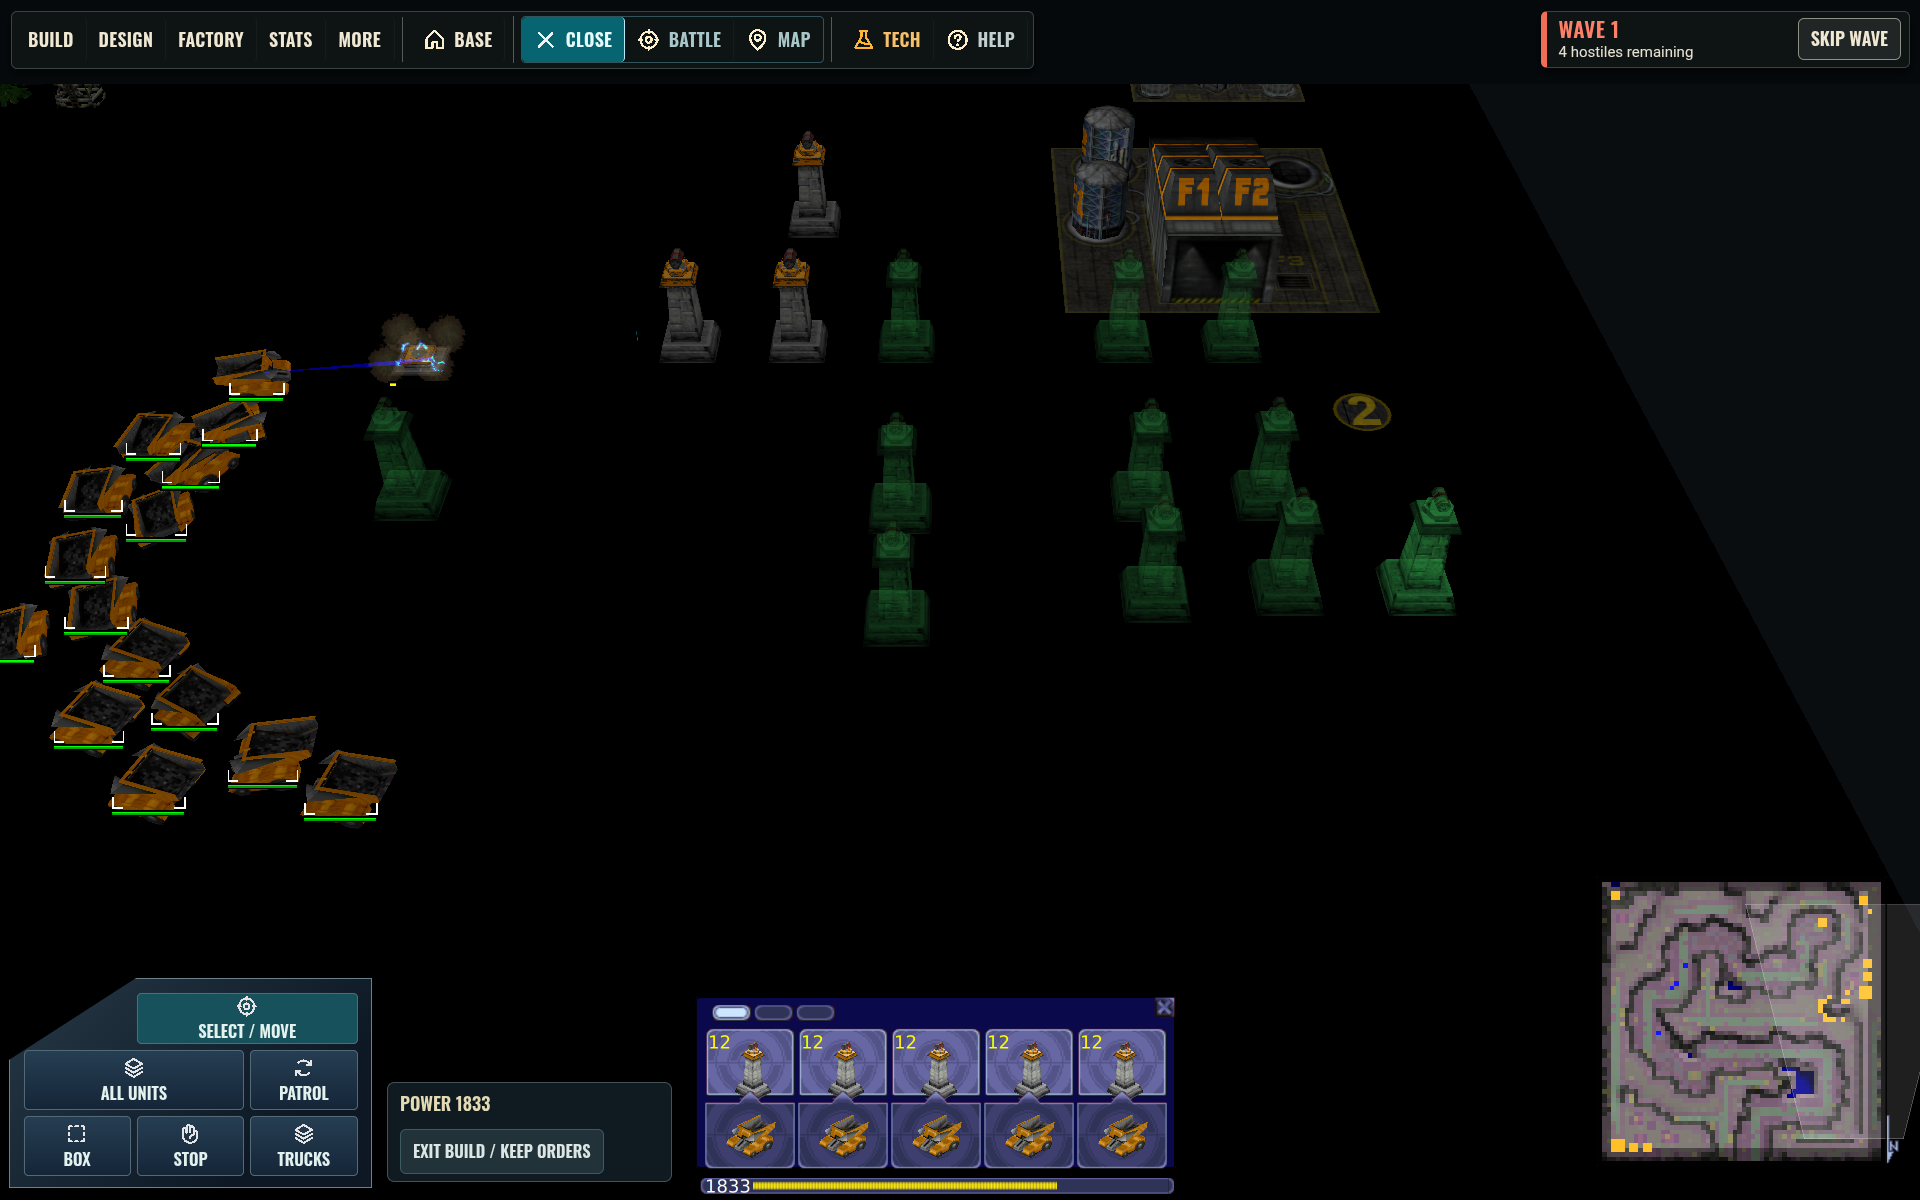 BUILD DESIGN FACTORY STATS MORE BASE CLOSE BATTLE MAP TECH HELP
WAVE 1
4 hostiles remaining
SKIP WAVE
F1 F2
F3
2
SELECT / MOVE
ALL UNITS PATROL
BOX STOP TRUCKS
POWER 1833
EXIT BUILD / KEEP ORDERS
12 12 12 12 12
1833
N